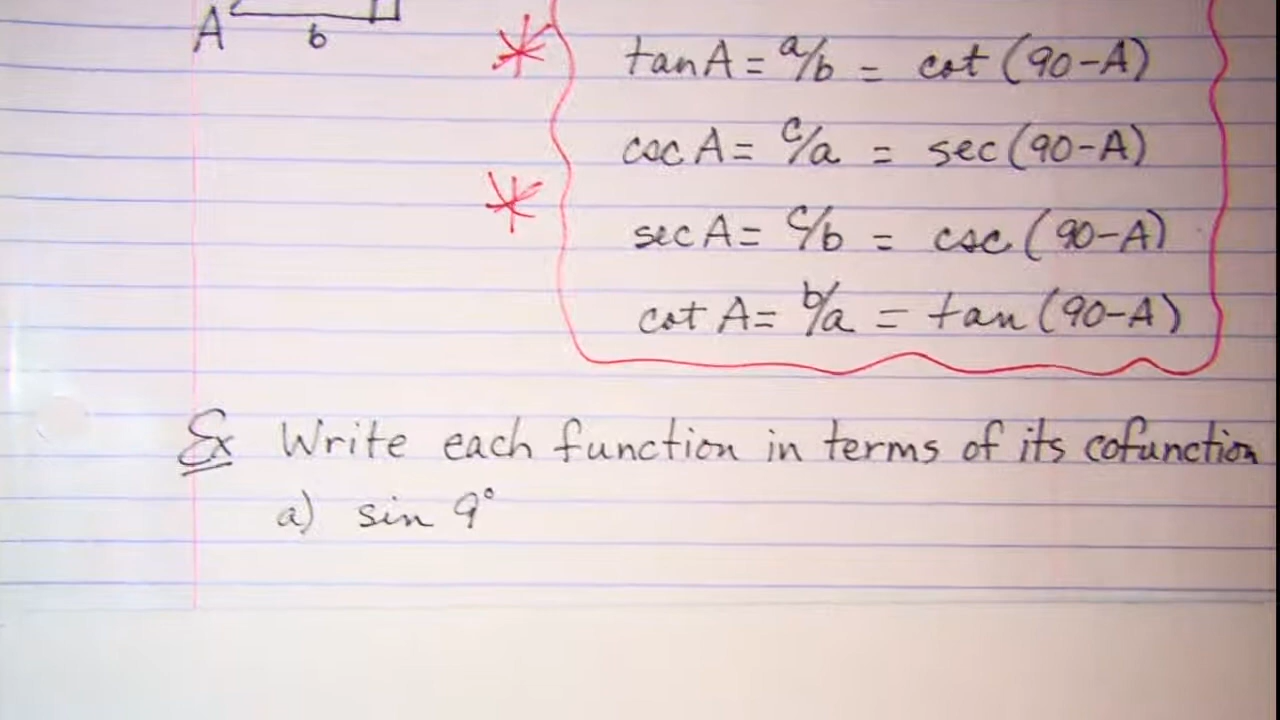 A b
* tan A = a/b = cot (90-A)
csc A = c/a = sec (90-A)
*
sec A = c/b = csc (90-A)
cot A = b/a = tan (90-A)
Ex Write each function in terms of its cofunction
a) sin 9°